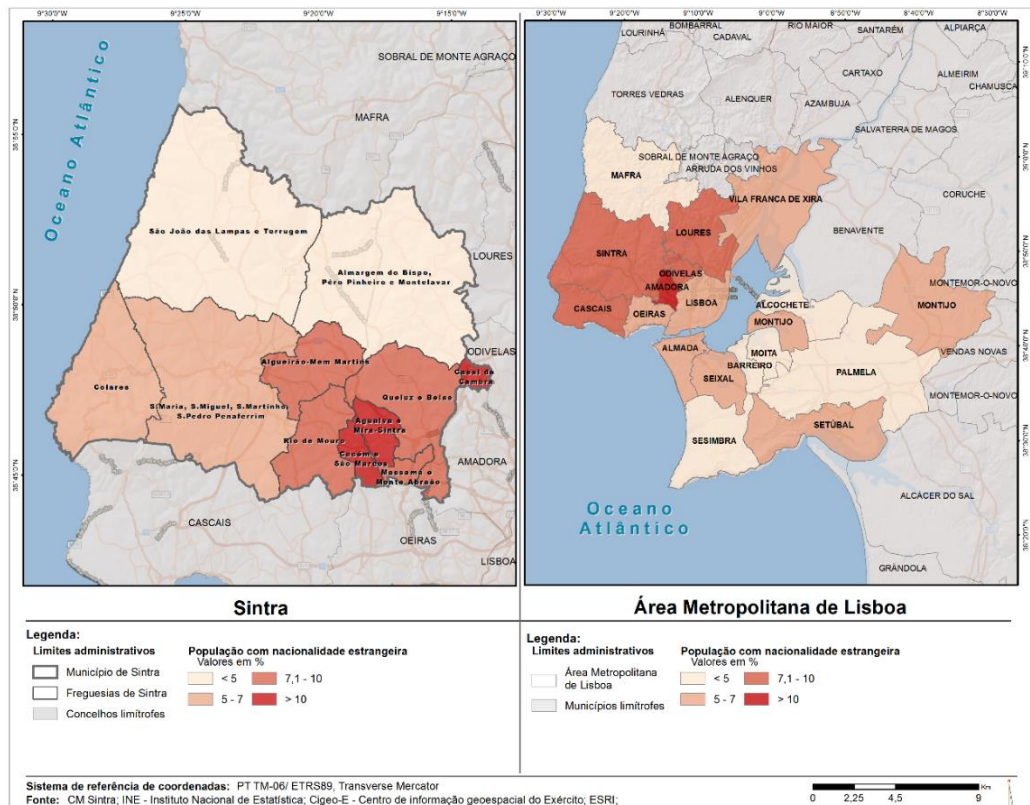 9°30'0"W
9°25'0"W
9°20'0"W
9°15'0"W
38°45'0"N
Oceano Atlântico
SOBRAL DE MONTE AGRAÇO
MAFRA
LOURES
ODIVELAS
AMADORA
CASCAIS
OEIRAS
LISBOA
São João das Lampas e Terrugem
Almargem do Bispo,
Pêro Pinheiro e Montelavar
Colares
S.Maria, S.Miguel, S.Martinho,
S.Pedro Penaferrim
Algueirão-Mem Martins
Casal de
Cambra
Queluz e Belas
Agualva e
Mira-Sintra
Rio de Mouro
Cacém e
São Marcos
Massamá e
Monte Abraão
9°30'0"W
9°20'0"W
9°10'0"W
9°0'0"W
8°50'0"W
8°40'0"W
8°30'0"W
LOURINHÃ
BOMBARRAL
CADAVAL
RIO MAIOR
SANTARÉM
ALPIARÇA
TORRES VEDRAS
ALENQUER
CARTAXO
AZAMBUJA
ALMEIRIM
CHAMUSCA
SALVATERRA DE MAGOS
SOBRAL DE MONTE AGRAÇO
ARRUDA DOS VINHOS
MAFRA
VILA FRANCA DE XIRA
CORUCHE
BENAVENTE
LOURES
SINTRA
ODIVELAS
AMADORA
LISBOA
CASCAIS
OEIRAS
ALCOCHETE
MONTIJO
MONTEMOR-O-NOVO
MONTIJO
ALMADA
MOITA
BARREIRO
SEIXAL
PALMELA
VENDAS NOVAS
MONTEMOR-O-NOVO
SESIMBRA
SETÚBAL
ALCÁCER DO SAL
GRÂNDOLA
Oceano
Atlântico
Sintra
Legenda:
Limites administrativos
Município de Sintra
Freguesias de Sintra
Concelhos limítrofes
População com nacionalidade estrangeira
Valores em %
< 5
7,1 - 10
5 - 7
> 10
Área Metropolitana de Lisboa
Legenda:
Limites administrativos
Área Metropolitana
de Lisboa
Municípios limítrofes
População com nacionalidade estrangeira
Valores em %
< 5
7,1 - 10
5 - 7
> 10
Sistema de referência de coordenadas: PT TM-06/ ETRS89, Transverse Mercator
Fonte: CM Sintra; INE - Instituto Nacional de Estatística; Cigeo-E - Centro de informação geoespacial do Exército; ESRI;
Km
0 2,25 4,5 9